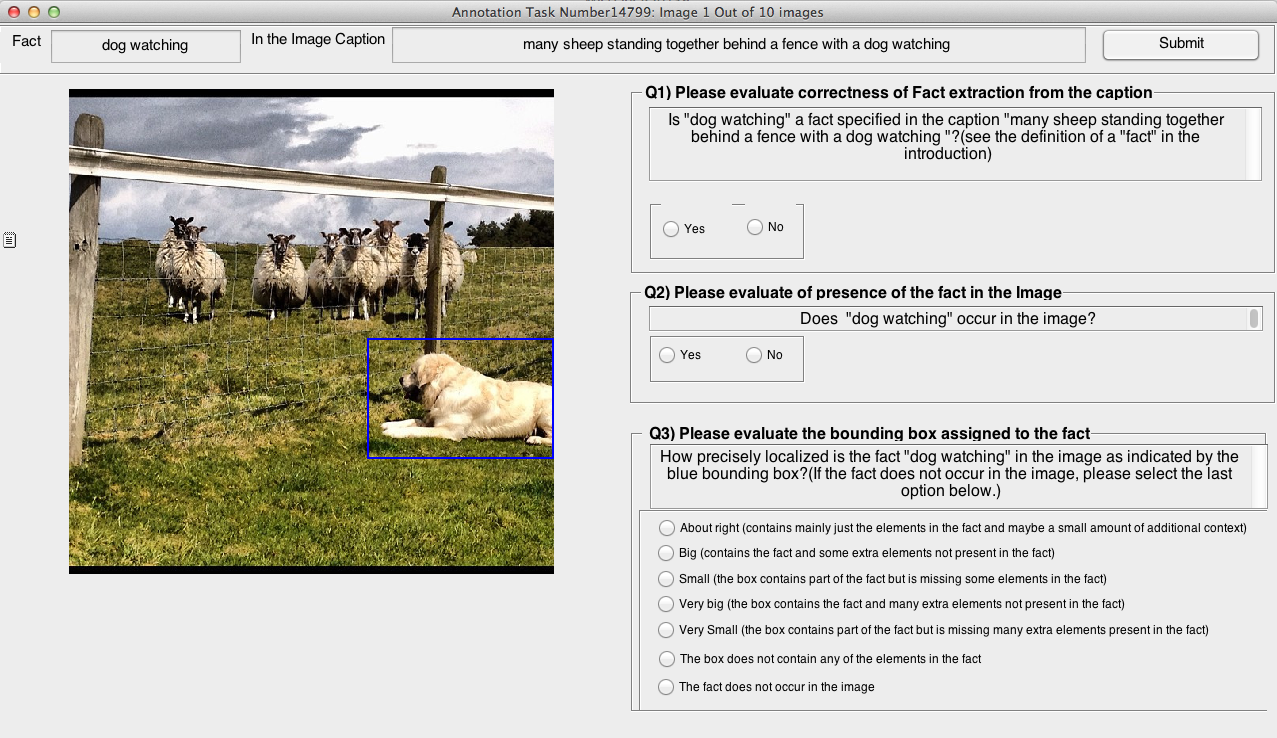 Annotation Task Number14799: Image 1 Out of 10 images
Fact
dog watching
In the Image Caption
many sheep standing together behind a fence with a dog watching
Submit
Q1) Please evaluate correctness of Fact extraction from the caption
Is "dog watching" a fact specified in the caption "many sheep standing together
behind a fence with a dog watching "?(see the definition of a "fact" in the
introduction)
Yes
No
Q2) Please evaluate of presence of the fact in the Image
Does "dog watching" occur in the image?
Yes
No
Q3) Please evaluate the bounding box assigned to the fact
How precisely localized is the fact "dog watching" in the image as indicated by the
blue bounding box?(If the fact does not occur in the image, please select the last
option below.)
About right (contains mainly just the elements in the fact and maybe a small amount of additional context)
Big (contains the fact and some extra elements not present in the fact)
Small (the box contains part of the fact but is missing some elements in the fact)
Very big (the box contains the fact and many extra elements not present in the fact)
Very Small (the box contains part of the fact but is missing many extra elements present in the fact)
The box does not contain any of the elements in the fact
The fact does not occur in the image